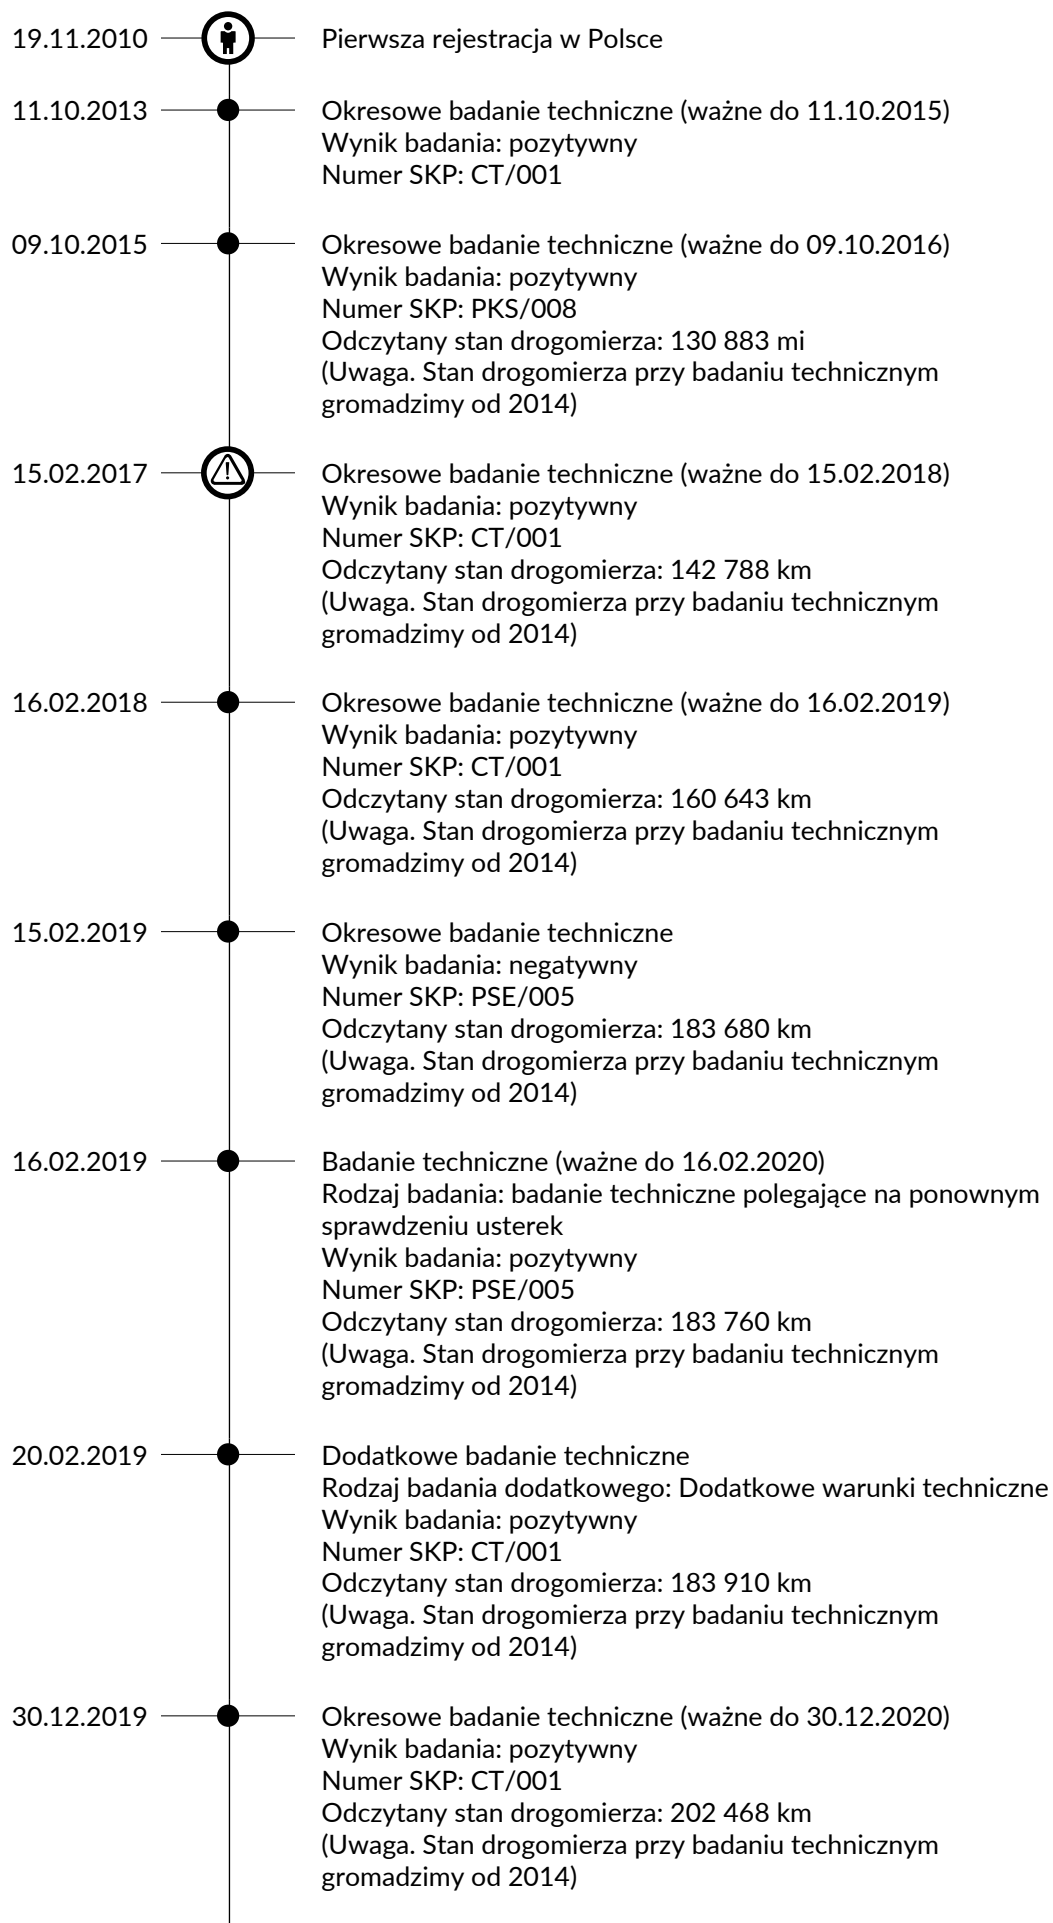 19.11.2010 Pierwsza rejestracja w Polsce
11.10.2013 Okresowe badanie techniczne (ważne do 11.10.2015)
Wynik badania: pozytywny
Numer SKP: CT/001
09.10.2015 Okresowe badanie techniczne (ważne do 09.10.2016)
Wynik badania: pozytywny
Numer SKP: PKS/008
Odczytany stan drogomierza: 130 883 mi
(Uwaga. Stan drogomierza przy badaniu technicznym
gromadzimy od 2014)
15.02.2017 Okresowe badanie techniczne (ważne do 15.02.2018)
Wynik badania: pozytywny
Numer SKP: CT/001
Odczytany stan drogomierza: 142 788 km
(Uwaga. Stan drogomierza przy badaniu technicznym
gromadzimy od 2014)
16.02.2018 Okresowe badanie techniczne (ważne do 16.02.2019)
Wynik badania: pozytywny
Numer SKP: CT/001
Odczytany stan drogomierza: 160 643 km
(Uwaga. Stan drogomierza przy badaniu technicznym
gromadzimy od 2014)
15.02.2019 Okresowe badanie techniczne
Wynik badania: negatywny
Numer SKP: PSE/005
Odczytany stan drogomierza: 183 680 km
(Uwaga. Stan drogomierza przy badaniu technicznym
gromadzimy od 2014)
16.02.2019 Badanie techniczne (ważne do 16.02.2020)
Rodzaj badania: badanie techniczne polegające na ponownym
sprawdzeniu usterek
Wynik badania: pozytywny
Numer SKP: PSE/005
Odczytany stan drogomierza: 183 760 km
(Uwaga. Stan drogomierza przy badaniu technicznym
gromadzimy od 2014)
20.02.2019 Dodatkowe badanie techniczne
Rodzaj badania dodatkowego: Dodatkowe warunki techniczne
Wynik badania: pozytywny
Numer SKP: CT/001
Odczytany stan drogomierza: 183 910 km
(Uwaga. Stan drogomierza przy badaniu technicznym
gromadzimy od 2014)
30.12.2019 Okresowe badanie techniczne (ważne do 30.12.2020)
Wynik badania: pozytywny
Numer SKP: CT/001
Odczytany stan drogomierza: 202 468 km
(Uwaga. Stan drogomierza przy badaniu technicznym
gromadzimy od 2014)